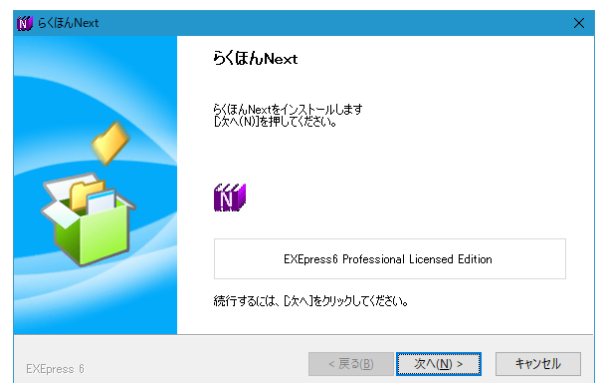 らくほんNext
らくほんNext
らくほんNextをインストールします
[次へ(N)]を押してください。
N
EXEpress6 Professional Licensed Edition
続行するには、[次へ]をクリックしてください。
EXEpress 6
< 戻る(B) 次へ(N) > キャンセル